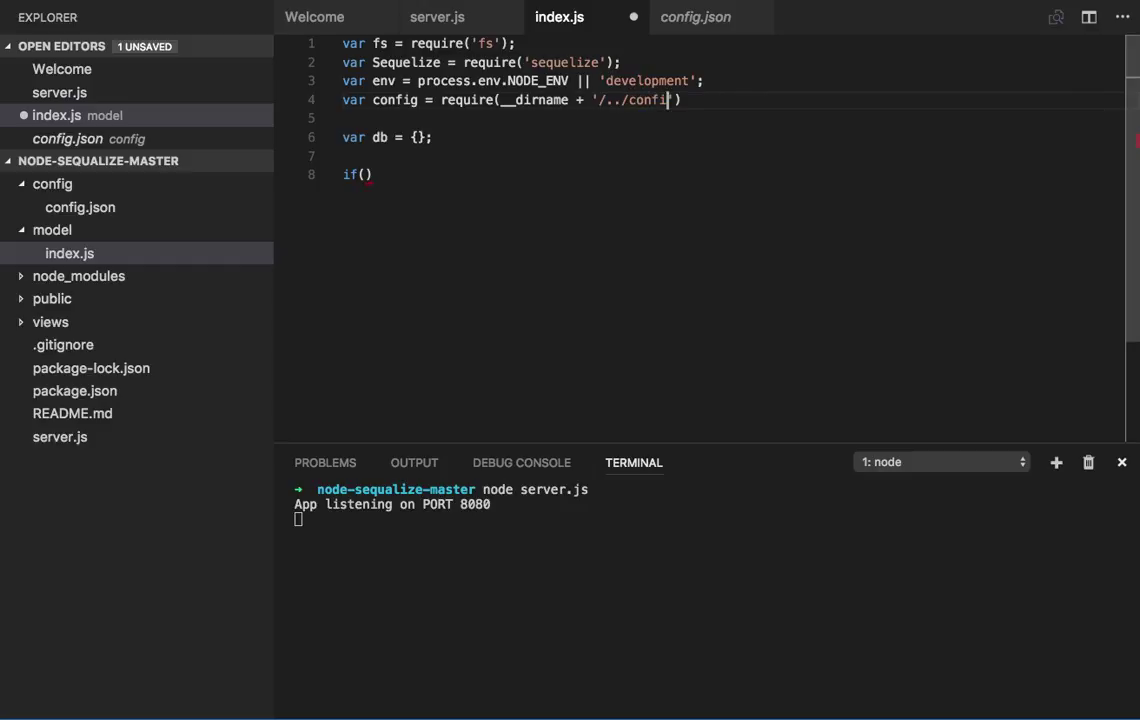 EXPLORER
Welcome
server.js
index.js
config.json
OPEN EDITORS
1 UNSAVED
Welcome
server.js
index.js model
config.json config
NODE-SEQUALIZE-MASTER
config
config.json
model
index.js
node_modules
public
views
.gitignore
package-lock.json
package.json
README.md
server.js
1 var fs = require('fs');
2 var Sequelize = require('sequelize');
3 var env = process.env.NODE_ENV || 'development';
4 var config = require(__dirname + '/../confi')
5
6 var db = {};
7
8 if()
PROBLEMS
OUTPUT
DEBUG CONSOLE
TERMINAL
1: node
➜ node-sequalize-master node server.js
App listening on PORT 8080